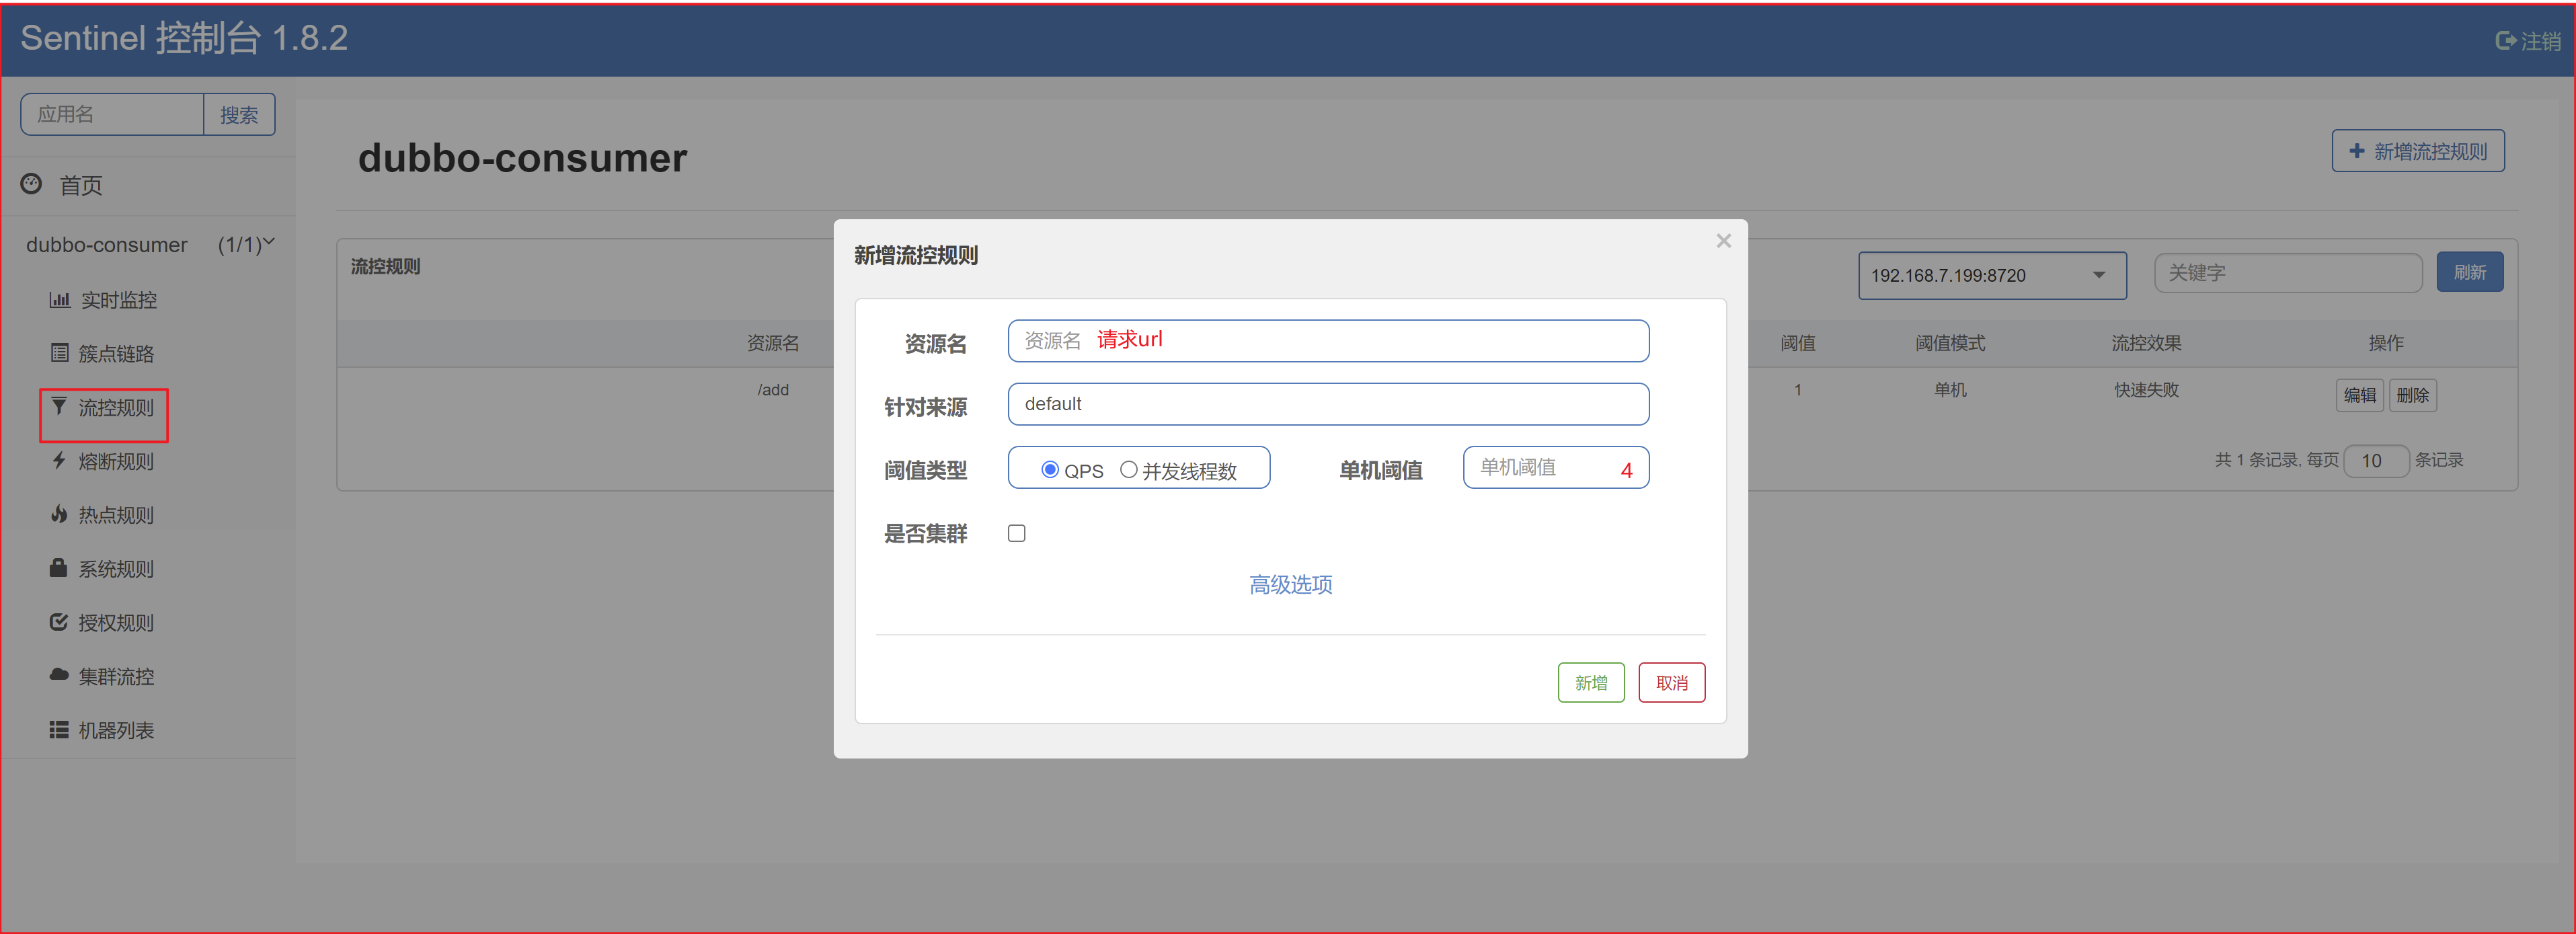 Sentinel 控制台 1.8.2
注销
应用名 搜索
首页
dubbo-consumer (1/1)
实时监控
簇点链路
流控规则
熔断规则
热点规则
系统规则
授权规则
集群流控
机器列表
dubbo-consumer
新增流控规则
流控规则
192.168.7.199:8720 关键字 刷新
资源名 阈值 阈值模式 流控效果 操作
/add 1 单机 快速失败 编辑 删除
共 1 条记录, 每页 10 条记录
新增流控规则 ×
资源名 资源名 请求url
针对来源 default
阈值类型 QPS 并发线程数 单机阈值 单机阈值 4
是否集群
高级选项
新增 取消